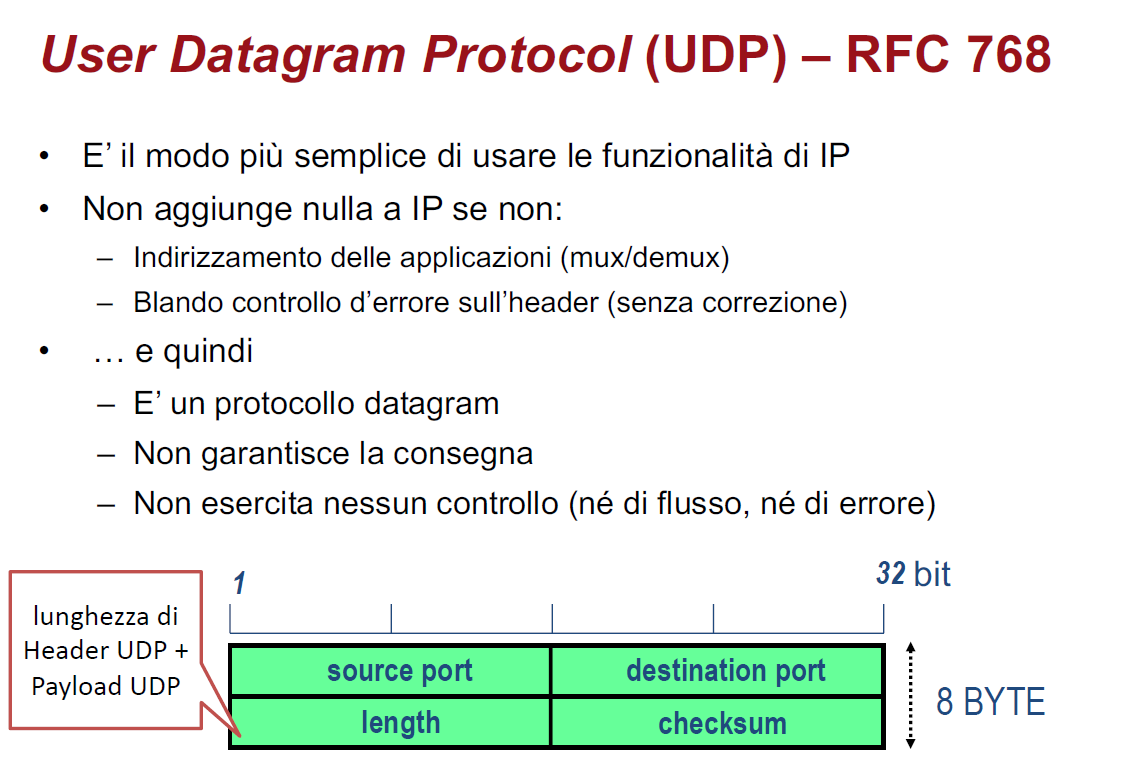 User Datagram Protocol (UDP) – RFC 768
• E’ il modo più semplice di usare le funzionalità di IP
• Non aggiunge nulla a IP se non:
– Indirizzamento delle applicazioni (mux/demux)
– Blando controllo d’errore sull’header (senza correzione)
• … e quindi
– E’ un protocollo datagram
– Non garantisce la consegna
– Non esercita nessun controllo (né di flusso, né di errore)
1
32 bit
lunghezza di
Header UDP +
Payload UDP
source port
destination port
length
checksum
8 BYTE